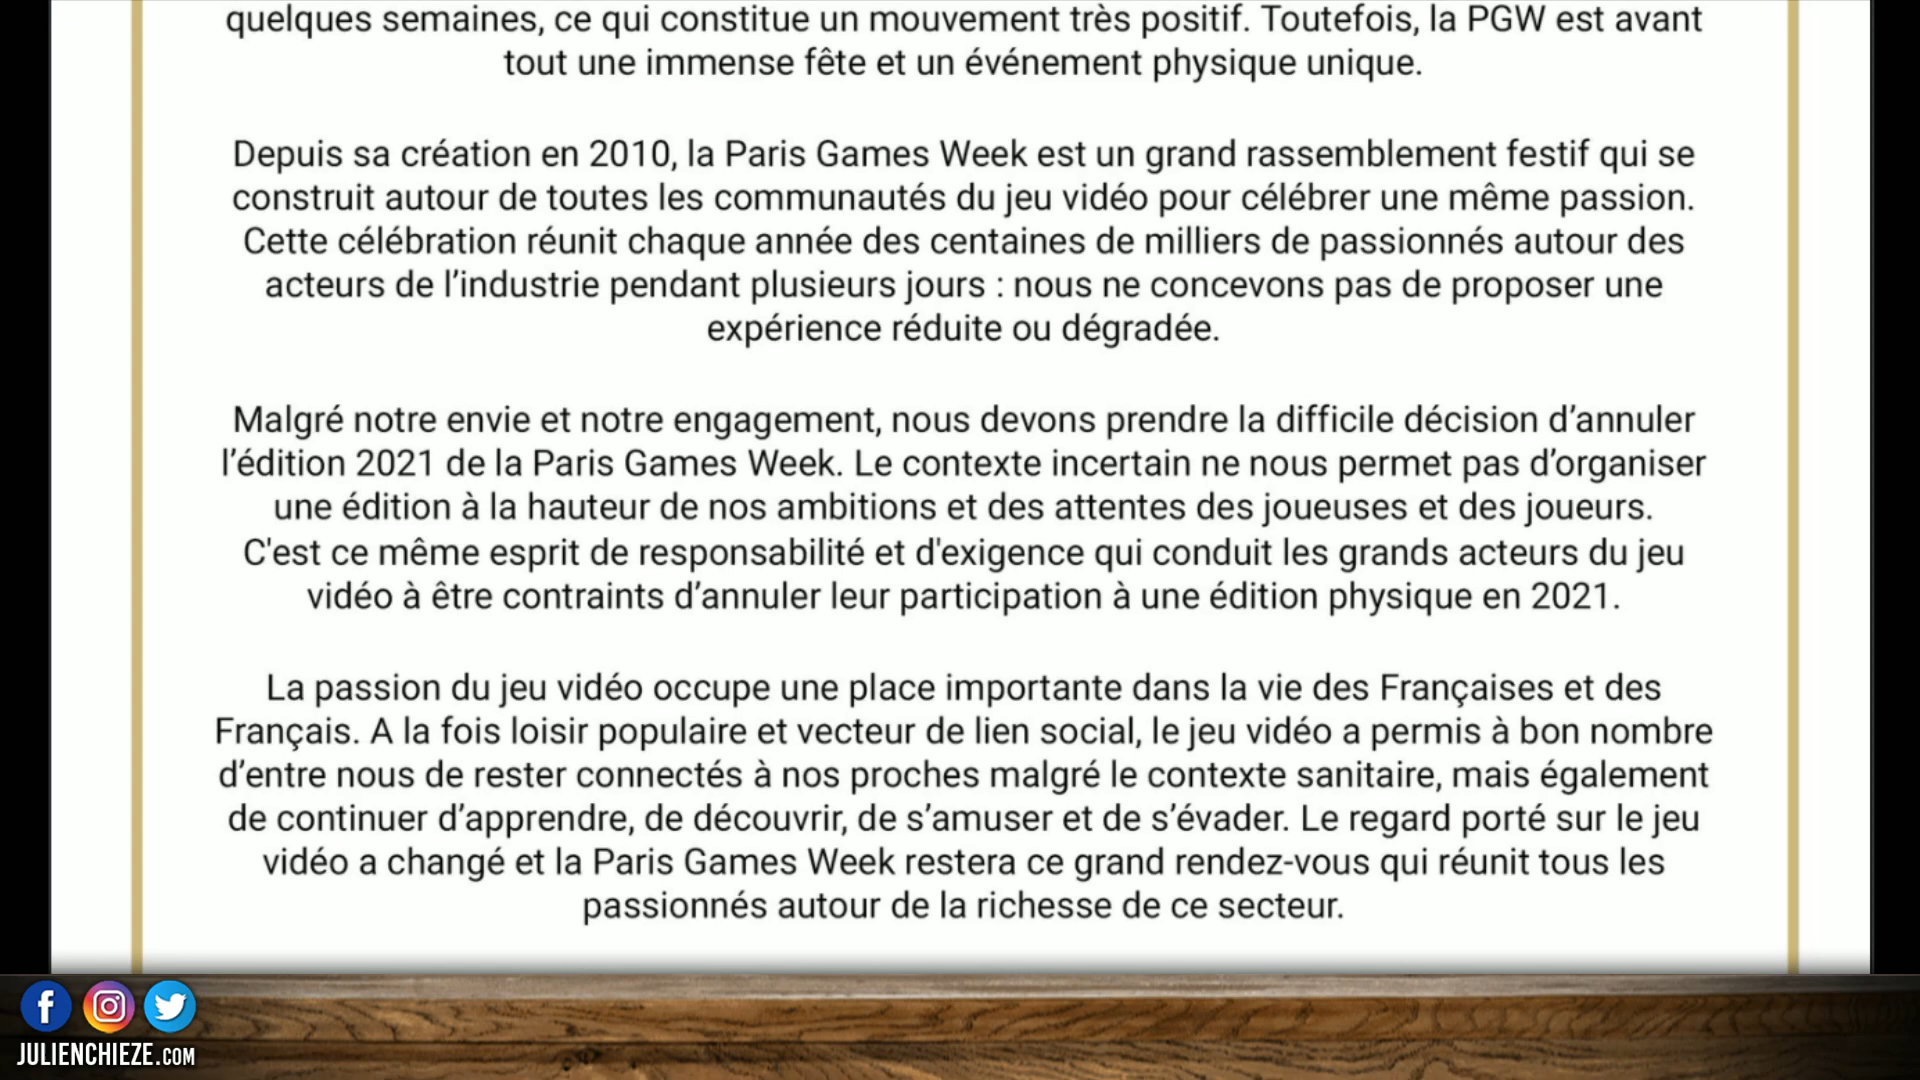 quelques semaines, ce qui constitue un mouvement très positif. Toutefois, la PGW est avant
tout une immense fête et un événement physique unique.
Depuis sa création en 2010, la Paris Games Week est un grand rassemblement festif qui se
construit autour de toutes les communautés du jeu vidéo pour célébrer une même passion.
Cette célébration réunit chaque année des centaines de milliers de passionnés autour des
acteurs de l’industrie pendant plusieurs jours : nous ne concevons pas de proposer une
expérience réduite ou dégradée.
Malgré notre envie et notre engagement, nous devons prendre la difficile décision d’annuler
l’édition 2021 de la Paris Games Week. Le contexte incertain ne nous permet pas d’organiser
une édition à la hauteur de nos ambitions et des attentes des joueuses et des joueurs.
C'est ce même esprit de responsabilité et d'exigence qui conduit les grands acteurs du jeu
vidéo à être contraints d’annuler leur participation à une édition physique en 2021.
La passion du jeu vidéo occupe une place importante dans la vie des Françaises et des
Français. A la fois loisir populaire et vecteur de lien social, le jeu vidéo a permis à bon nombre
d’entre nous de rester connectés à nos proches malgré le contexte sanitaire, mais également
de continuer d’apprendre, de découvrir, de s’amuser et de s’évader. Le regard porté sur le jeu
vidéo a changé et la Paris Games Week restera ce grand rendez-vous qui réunit tous les
passionnés autour de la richesse de ce secteur.
JULIENCHIEZE.COM